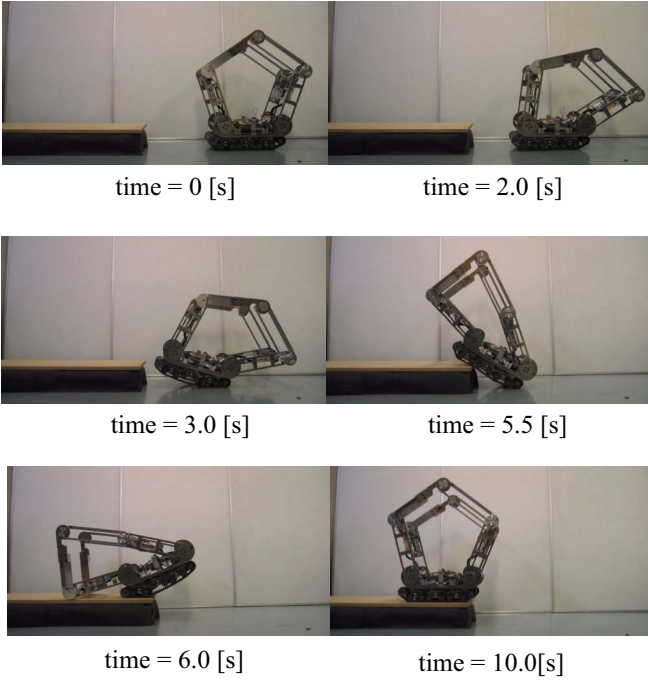 time = 0 [s]
time = 2.0 [s]
time = 3.0 [s]
time = 5.5 [s]
time = 6.0 [s]
time = 10.0[s]